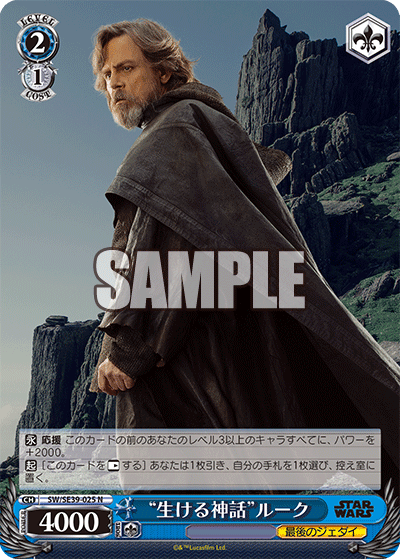 LEVEL
2
1
COST
SAMPLE
永 応援 このカードの前のあなたのレベル3以上のキャラすべてに、パワーを
+2000。
起 [このカードを する] あなたは1枚引き、自分の手札を1枚選び、控え室
に置く。
CH SW/SE39-025 N
"生ける神話"ルーク
STAR
WARS
POWER
4000
最後のジェダイ
©&™Lucasfilm Ltd.